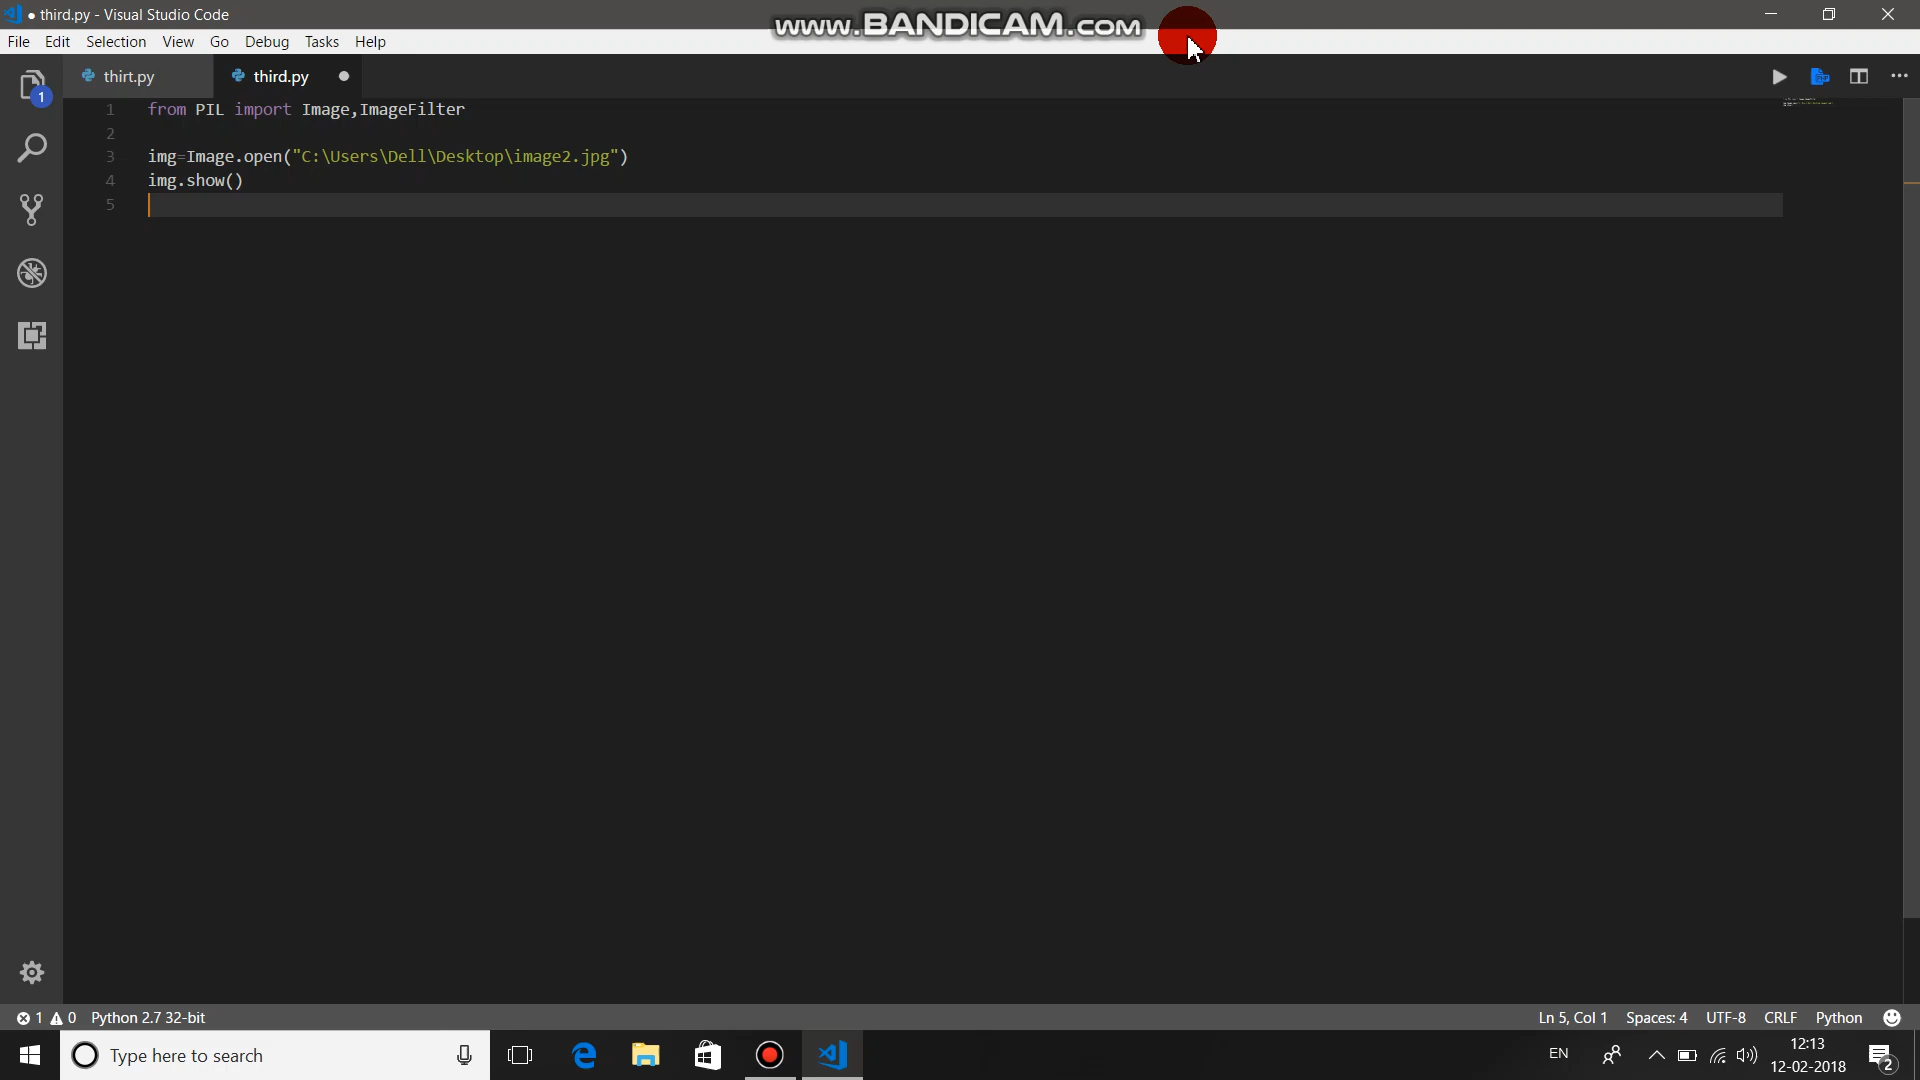 ● third.py - Visual Studio Code
www.BANDICAM.com
File Edit Selection View Go Debug Tasks Help
thirt.py
third.py ●
1
1 from PIL import Image,ImageFilter
2
3 img=Image.open("C:\Users\Dell\Desktop\image2.jpg")
4 img.show()
5
1 0 Python 2.7 32-bit
Ln 5, Col 1 Spaces: 4 UTF-8 CRLF Python
Type here to search
EN
12:13
12-02-2018
2